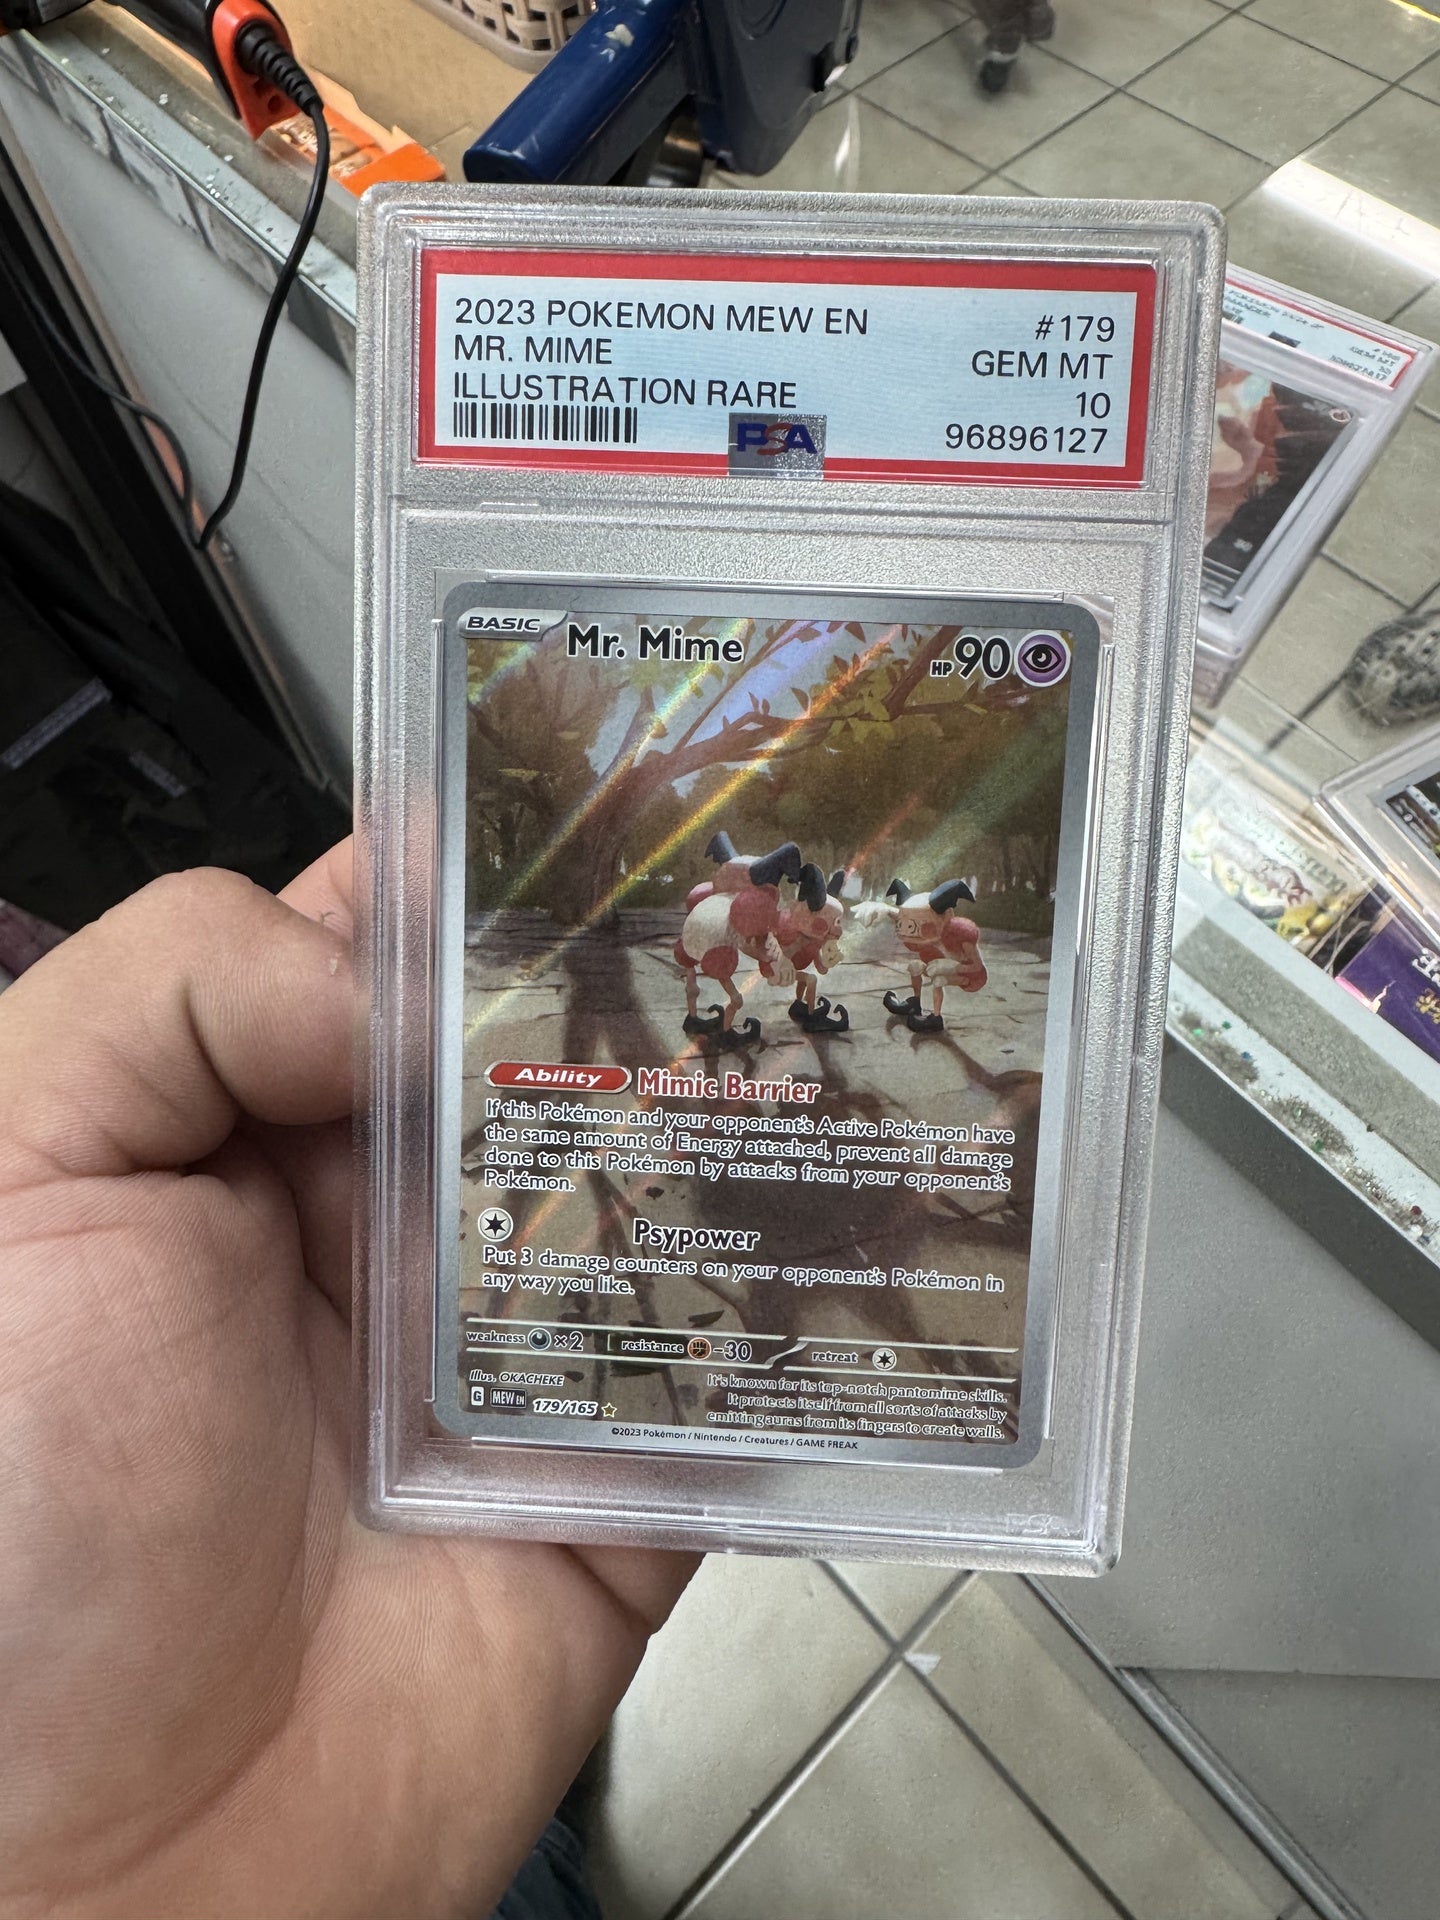 2023 POKEMON MEW EN #179
MR. MIME GEM MT
ILLUSTRATION RARE 10
PSA 96896127
BASIC Mr. Mime HP 90
Ability Mimic Barrier
If this Pokémon and your opponent's Active Pokémon have
the same amount of Energy attached, prevent all damage
done to this Pokémon by attacks from your opponent's
Pokémon.
Psypower
Put 3 damage counters on your opponent's Pokémon in
any way you like.
weakness ×2 resistance -30 retreat
Illus. OKACHEKE
G MEW EN 179/165
It's known for its top-notch pantomime skills.
It protects itself from all sorts of attacks by
emitting auras from its fingers to create walls.
©2023 Pokémon / Nintendo / Creatures / GAME FREAK